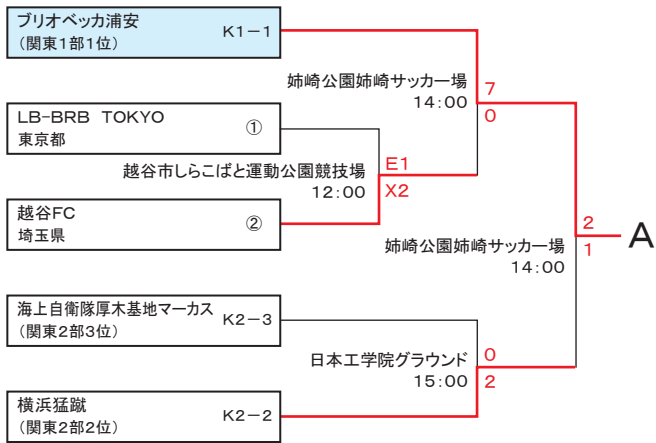 ブリオベッカ浦安
(関東1部1位)
K1−1
姉崎公園姉崎サッカー場
14:00
7
0
LB-BRB TOKYO
東京都
①
越谷市しらこばと運動公園競技場
12:00
E1
X2
越谷FC
埼玉県
②
姉崎公園姉崎サッカー場
14:00
2
1
A
海上自衛隊厚木基地マーカス
(関東2部3位)
K2−3
日本工学院グラウンド
15:00
0
2
横浜猛蹴
(関東2部2位)
K2−2